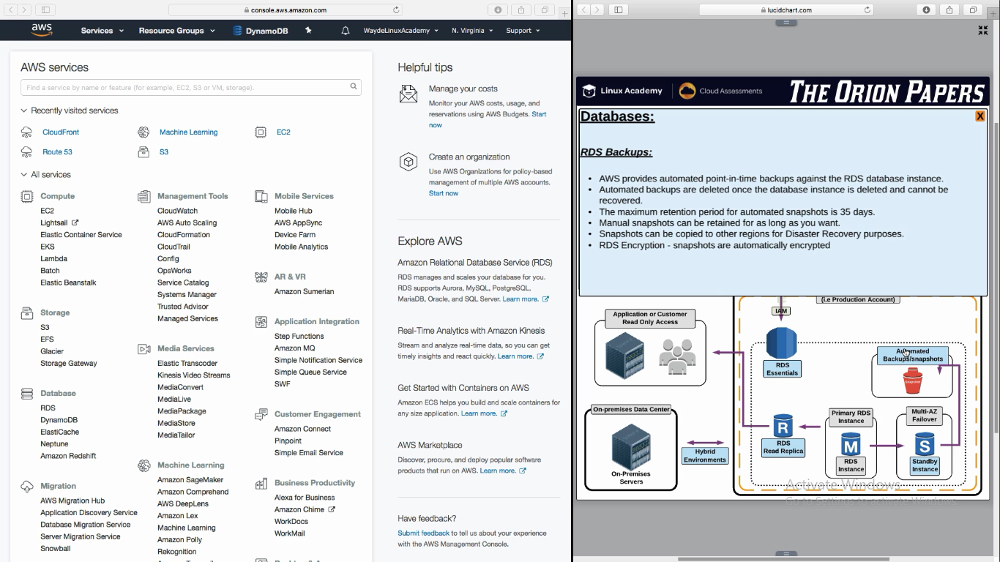 console.aws.amazon.com
aws
Services
Resource Groups
DynamoDB
WaydeLinuxAcademy
N. Virginia
Support
AWS services
Find a service by name or feature (for example, EC2, S3 or VM, storage).
Recently visited services
CloudFront
Machine Learning
EC2
Route 53
S3
All services
Compute
EC2
Lightsail
Elastic Container Service
EKS
Lambda
Batch
Elastic Beanstalk
Storage
S3
EFS
Glacier
Storage Gateway
Database
RDS
DynamoDB
ElastiCache
Neptune
Amazon Redshift
Migration
AWS Migration Hub
Application Discovery Service
Database Migration Service
Server Migration Service
Snowball
Management Tools
CloudWatch
AWS Auto Scaling
CloudFormation
CloudTrail
Config
OpsWorks
Service Catalog
Systems Manager
Trusted Advisor
Managed Services
Media Services
Elastic Transcoder
Kinesis Video Streams
MediaConvert
MediaLive
MediaPackage
MediaStore
MediaTailor
Machine Learning
Amazon SageMaker
Amazon Comprehend
AWS DeepLens
Amazon Lex
Machine Learning
Amazon Polly
Rekognition
Mobile Services
Mobile Hub
AWS AppSync
Device Farm
Mobile Analytics
AR & VR
Amazon Sumerian
Application Integration
Step Functions
Amazon MQ
Simple Notification Service
Simple Queue Service
SWF
Customer Engagement
Amazon Connect
Pinpoint
Simple Email Service
Business Productivity
Alexa for Business
Amazon Chime
WorkDocs
WorkMail
Helpful tips
Manage your costs
Monitor your AWS costs, usage, and
reservations using AWS Budgets. Start
now
Create an organization
Use AWS Organizations for policy-based
management of multiple AWS accounts.
Start now
Explore AWS
Amazon Relational Database Service (RDS)
RDS manages and scales your database for you.
RDS supports Aurora, MySQL, PostgreSQL,
MariaDB, Oracle, and SQL Server. Learn more.
Real-Time Analytics with Amazon Kinesis
Stream and analyze real-time data, so you can get
timely insights and react quickly. Learn more.
Get Started with Containers on AWS
Amazon ECS helps you build and scale containers for
any size application. Learn more.
AWS Marketplace
Discover, procure, and deploy popular software
products that run on AWS. Learn more.
Have feedback?
Submit feedback to tell us about your experience
with the AWS Management Console.
lucidchart.com
Linux Academy
Cloud Assessments
THE ORION PAPERS
Databases:
X
RDS Backups:
• AWS provides automated point-in-time backups against the RDS database instance.
• Automated backups are deleted once the database instance is deleted and cannot be
recovered.
• The maximum retention period for automated snapshots is 35 days.
• Manual snapshots can be retained for as long as you want.
• Snapshots can be copied to other regions for Disaster Recovery purposes.
• RDS Encryption - snapshots are automatically encrypted
(i.e Production Account)
IAM
Application or Customer
Read Only Access
RDS
Essentials
Automated
Backups/snapshots
Snapshot
On-premises Data Center
On-Premises
Servers
Hybrid
Environments
R
RDS
Read Replica
Primary RDS
Instance
M
RDS
Instance
Multi-AZ
Failover
S
Standby
Instance
Activate Windows
Go to Settings to activate Windows.